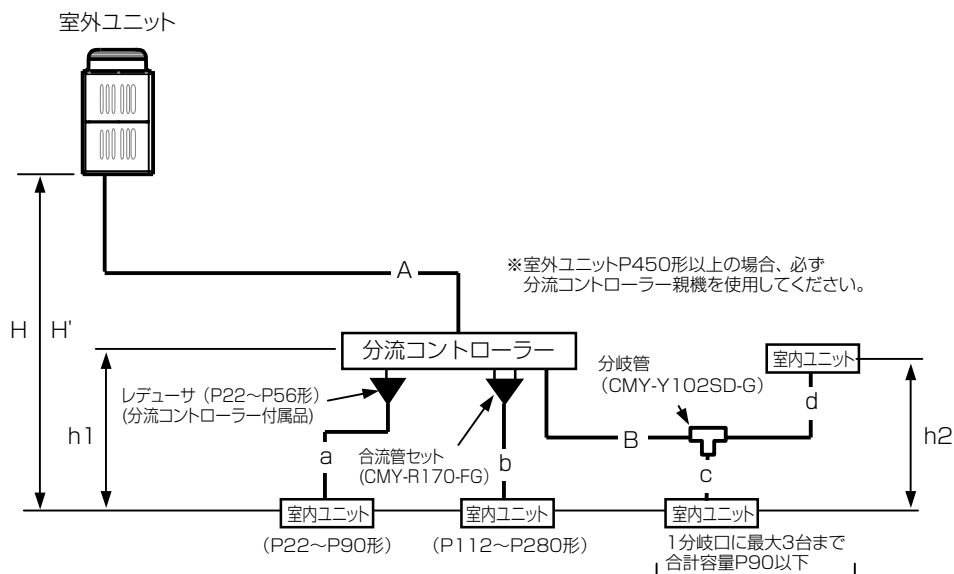 室外ユニット
A
※室外ユニットP450形以上の場合、必ず
分流コントローラー親機を使用してください。
H
H'
分流コントローラー
室内ユニット
分岐管
(CMY-Y102SD-G)
レデューサ(P22～P56形)
(分流コントローラー付属品)
d
h1
h2
B
a
合流管セット
(CMY-R170-FG)
b
c
室内ユニット
室内ユニット
室内ユニット
(P22～P90形)
(P112～P280形)
1分岐口に最大3台まで
合計容量P90以下